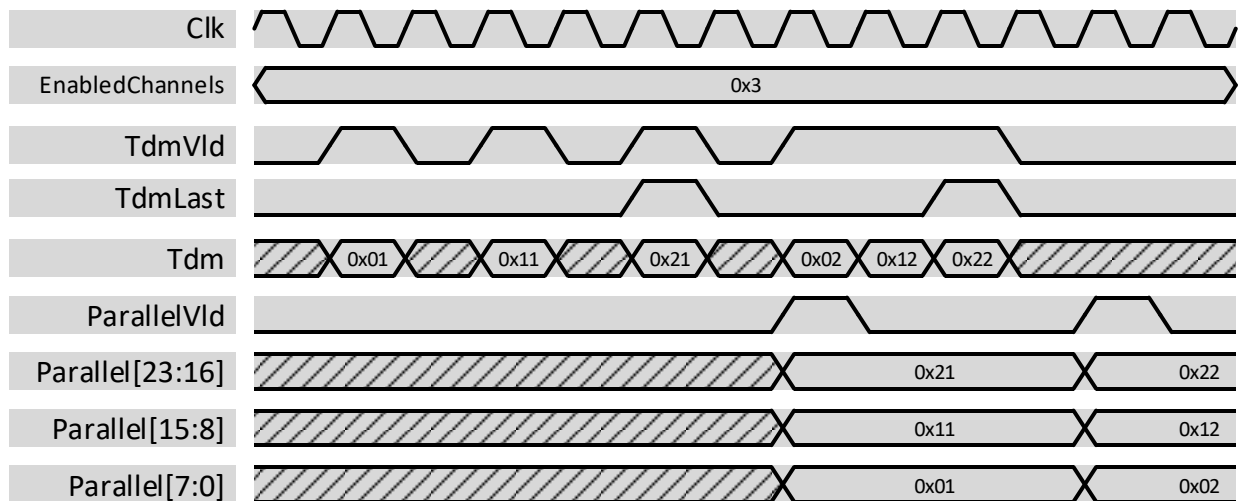 Clk
EnabledChannels 0x3
TdmVld
TdmLast
Tdm 0x01 0x11 0x21 0x02 0x12 0x22
ParallelVld
Parallel[23:16] 0x21 0x22
Parallel[15:8] 0x11 0x12
Parallel[7:0] 0x01 0x02